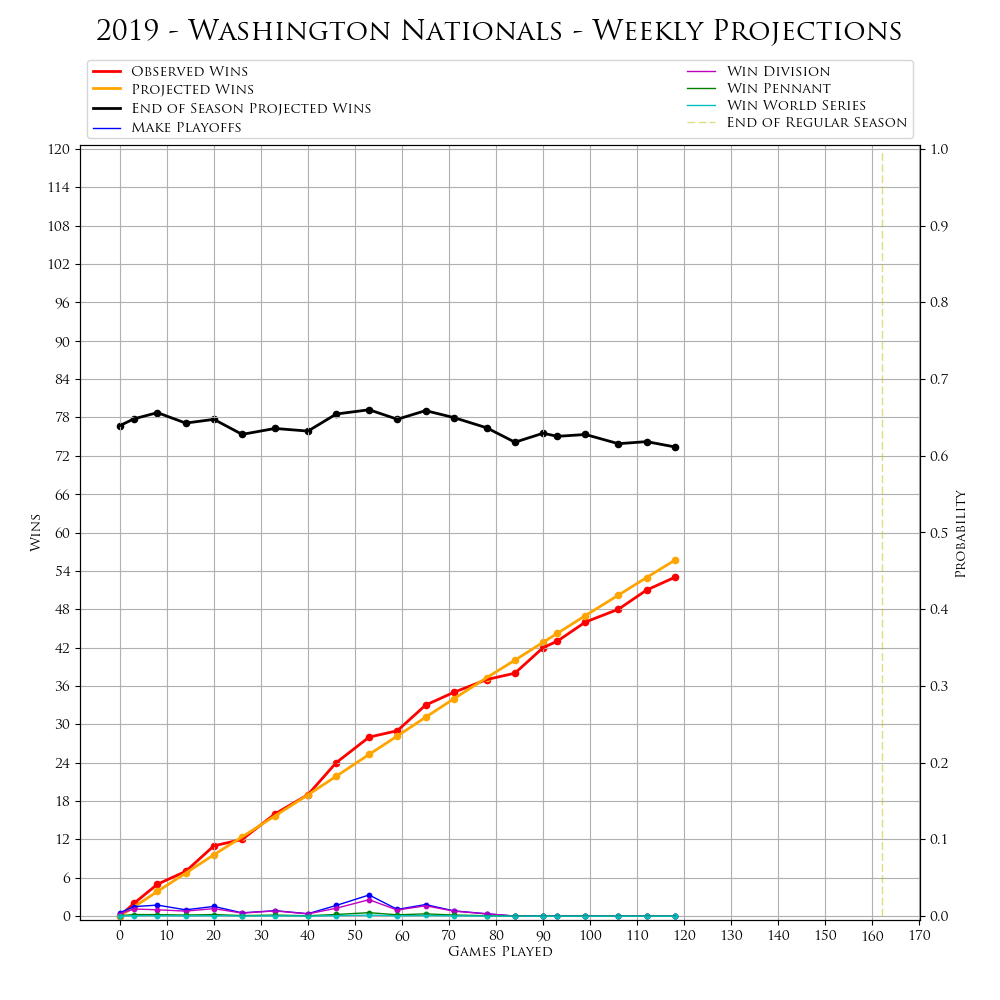 2019 - Washington Nationals - Weekly Projections
Observed Wins
Projected Wins
End of Season Projected Wins
Make Playoffs
Win Division
Win Pennant
Win World Series
End of Regular Season
120
114
108
102
96
90
84
78
72
66
60
54
48
42
36
30
24
18
12
6
0
Wins
1.0
0.9
0.8
0.7
0.6
0.5
0.4
0.3
0.2
0.1
0.0
Probability
0 10 20 30 40 50 60 70 80 90 100 110 120 130 140 150 160 170
Games Played